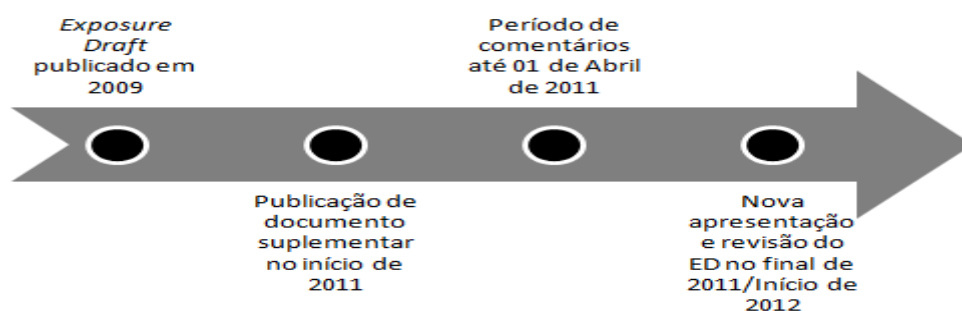 Exposure
Draft
publicado em
2009
Publicação de
documento
suplementar
no início de
2011
Período de
comentários
até 01 de Abril
de 2011
Nova
apresentação
e revisão do
ED no final de
2011/Início de
2012